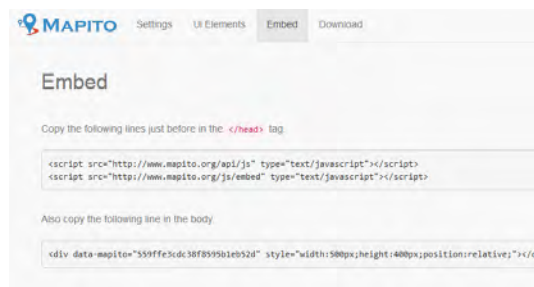 MAPITO Settings UI Elements Embed Download
Embed
Copy the following lines just before in the </head> tag.
<script src="http://www.mapito.org/api/js" type="text/javascript"></script>
<script src="http://www.mapito.org/js/embed" type="text/javascript"></script>
Also copy the following line in the body.
<div data-mapito="559ffe3cdc38f8595b1eb52d" style="width:500px;height:400px;position:relative;"></